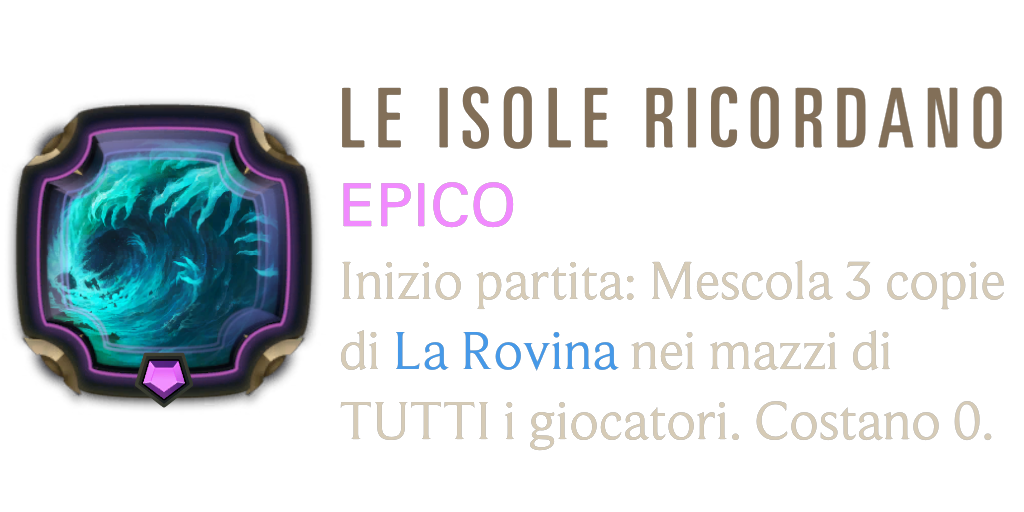 LE ISOLE RICORDANO
EPICO
Inizio partita: Mescola 3 copie
di La Rovina nei mazzi di
TUTTI i giocatori. Costano 0.